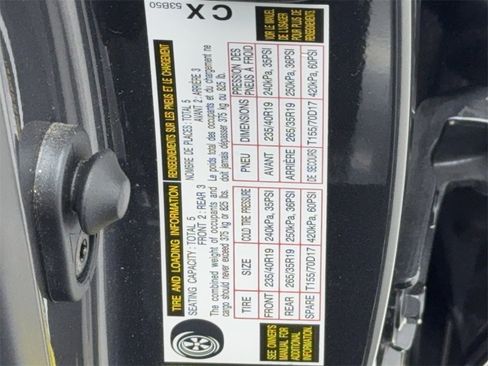 TIRE AND LOADING INFORMATION
RENSEIGNEMENTS SUR LES PNEUS ET LE CHARGEMENT
SEATING CAPACITY : TOTAL 5
FRONT 2 : REAR 3
NOMBRE DE PLACES : TOTAL 5
AVANT 2 : ARRIÈRE 3
The combined weight of occupants and
cargo should never exceed 375 kg or 825 lbs.
Le poids total des occupants et du chargement ne
doit jamais dépasser 375 kg ou 825 lb.
TIRE SIZE COLD TIRE PRESSURE PNEU DIMENSIONS PRESSION DES PNEUS À FROID
FRONT 235/40R19 240kPa, 35PSI AVANT 235/40R19 240kPa, 35PSI
REAR 265/35R19 250kPa, 36PSI ARRIÈRE 265/35R19 250kPa, 36PSI
SPARE T155/70D17 420kPa, 60PSI DE SECOURS T155/70D17 420kPa, 60PSI
SEE OWNER'S
MANUAL FOR
ADDITIONAL
INFORMATION
VOIR LE MANUEL
DE L'USAGER
POUR PLUS DE
RENSEIGNEMENTS
53B50
CX